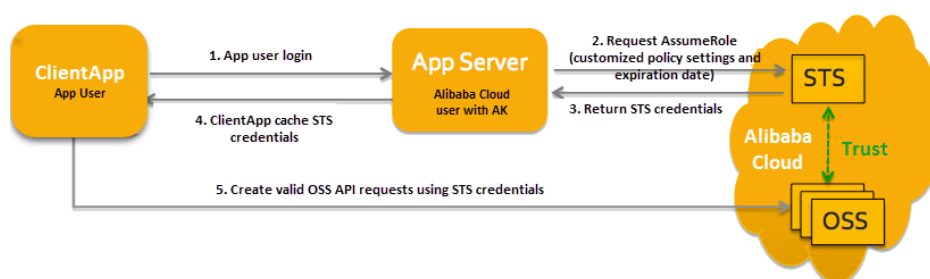 ClientApp
App User
1. App user login
App Server
Alibaba Cloud
user with AK
2. Request AssumeRole
(customized policy settings and
expiration date)
STS
3. Return STS credentials
4. ClientApp cache STS
credentials
Alibaba
Cloud
Trust
5. Create valid OSS API requests using STS credentials
OSS